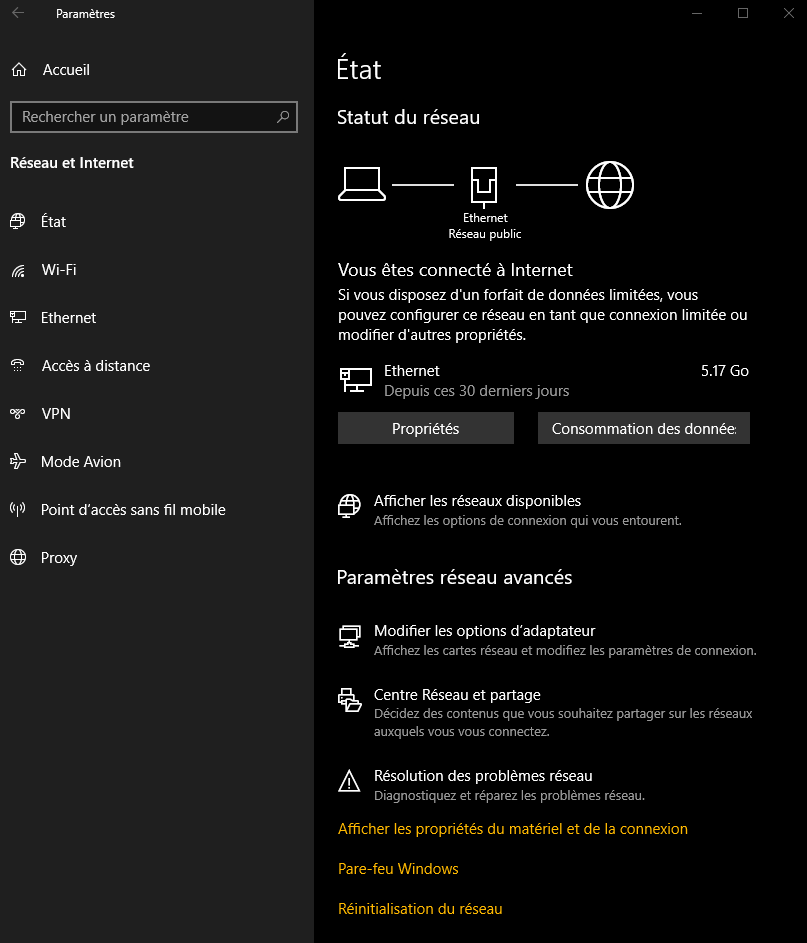 Paramètres
Accueil
Rechercher un paramètre
Réseau et Internet
État
Wi-Fi
Ethernet
Accès à distance
VPN
Mode Avion
Point d'accès sans fil mobile
Proxy
État
Statut du réseau
Ethernet
Réseau public
Vous êtes connecté à Internet
Si vous disposez d'un forfait de données limitées, vous
pouvez configurer ce réseau en tant que connexion limitée ou
modifier d'autres propriétés.
Ethernet 5.17 Go
Depuis ces 30 derniers jours
Propriétés Consommation des donnée
Afficher les réseaux disponibles
Affichez les options de connexion qui vous entourent.
Paramètres réseau avancés
Modifier les options d'adaptateur
Affichez les cartes réseau et modifiez les paramètres de connexion.
Centre Réseau et partage
Décidez des contenus que vous souhaitez partager sur les réseaux
auxquels vous vous connectez.
Résolution des problèmes réseau
Diagnostiquez et réparez les problèmes réseau.
Afficher les propriétés du matériel et de la connexion
Pare-feu Windows
Réinitialisation du réseau